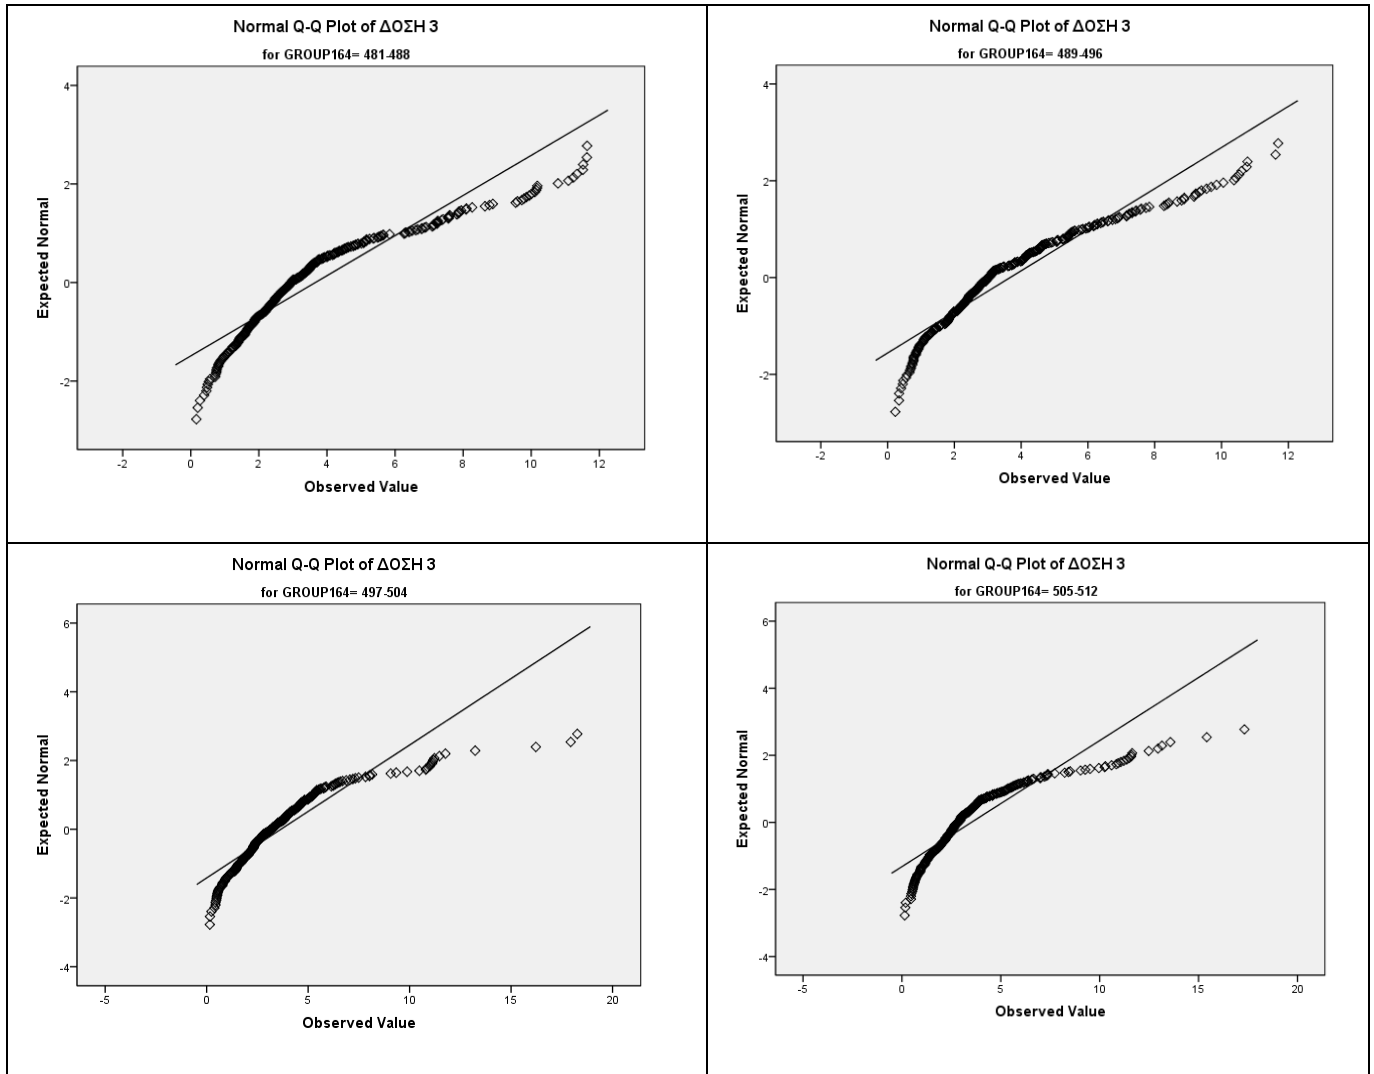 Normal Q-Q Plot of ΔΟΣΗ 3
for GROUP164= 481-488
4
2
0
-2
Expected Normal
-2 0 2 4 6 8 10 12
Observed Value
Normal Q-Q Plot of ΔΟΣΗ 3
for GROUP164= 489-496
4
2
0
-2
Expected Normal
-2 0 2 4 6 8 10 12
Observed Value
Normal Q-Q Plot of ΔΟΣΗ 3
for GROUP164= 497-504
6
4
2
0
-2
-4
Expected Normal
-5 0 5 10 15 20
Observed Value
Normal Q-Q Plot of ΔΟΣΗ 3
for GROUP164= 505-512
6
4
2
0
-2
-4
Expected Normal
-5 0 5 10 15 20
Observed Value